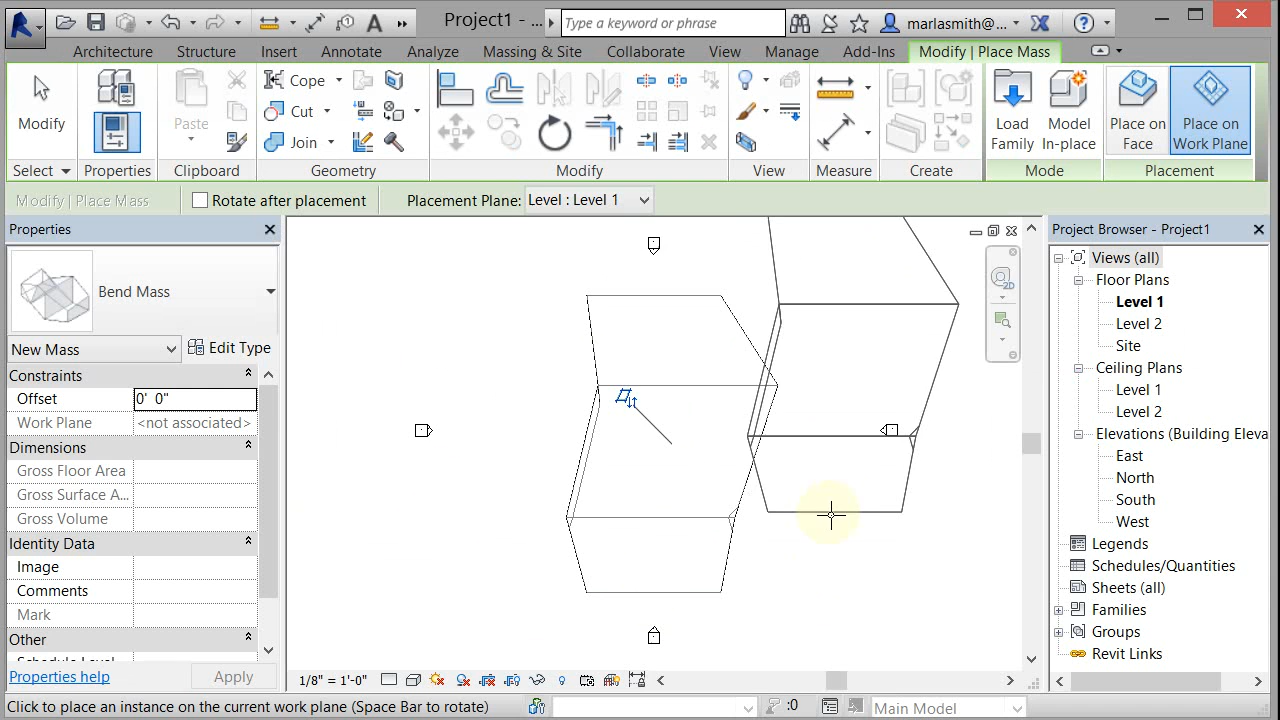 Project1 - ...
Type a keyword or phrase
marlasmith@...
Architecture
Structure
Insert
Annotate
Analyze
Massing & Site
Collaborate
View
Manage
Add-Ins
Modify | Place Mass
Modify
Paste
Cope
Cut
Join
Load Family
Model In-place
Place on Face
Place on Work Plane
Select
Properties
Clipboard
Geometry
Modify
View
Measure
Create
Mode
Placement
Modify | Place Mass
Rotate after placement
Placement Plane:
Level : Level 1
Properties
Bend Mass
New Mass
Edit Type
Constraints
Offset
0' 0"
Work Plane
<not associated>
Dimensions
Gross Floor Area
Gross Surface A...
Gross Volume
Identity Data
Image
Comments
Mark
Other
Properties help
Apply
2D
1/8" = 1'-0"
Project Browser - Project1
Views (all)
Floor Plans
Level 1
Level 2
Site
Ceiling Plans
Level 1
Level 2
Elevations (Building Eleva
East
North
South
West
Legends
Schedules/Quantities
Sheets (all)
Families
Groups
Revit Links
Click to place an instance on the current work plane (Space Bar to rotate)
:0
Main Model